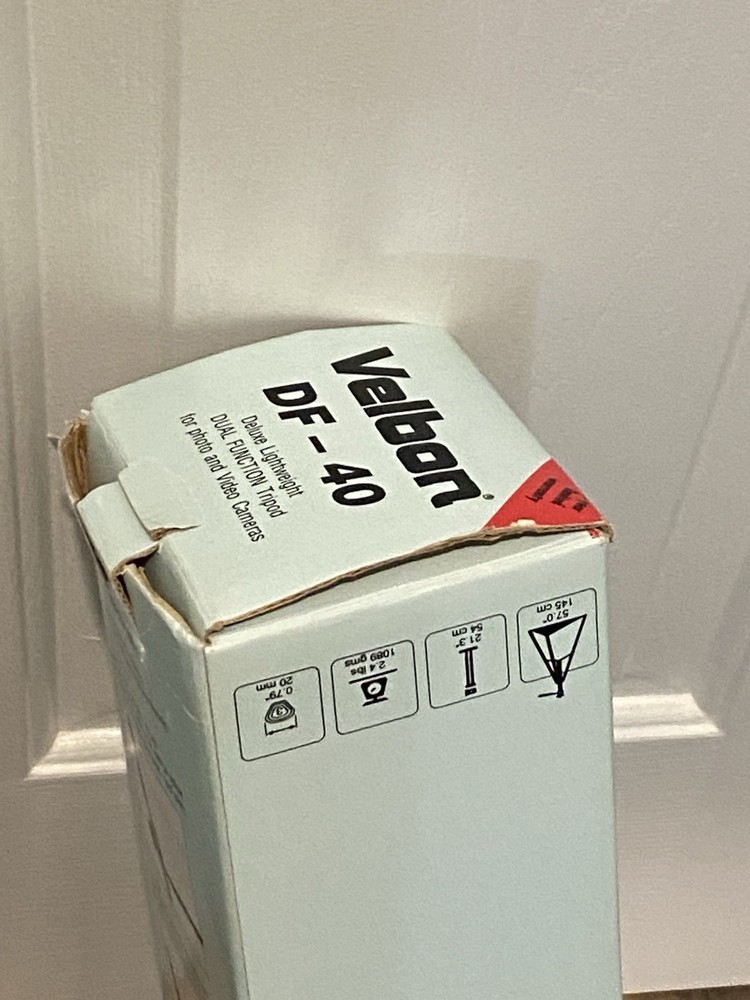 Velbon®
DF-40
Deluxe Lightweight
DUAL FUNCTION Tripod
for photo and Video Cameras
57.0"
145 cm
21.3"
54 cm
2.4 lbs
1089 gms
0.79"
20 mm
3